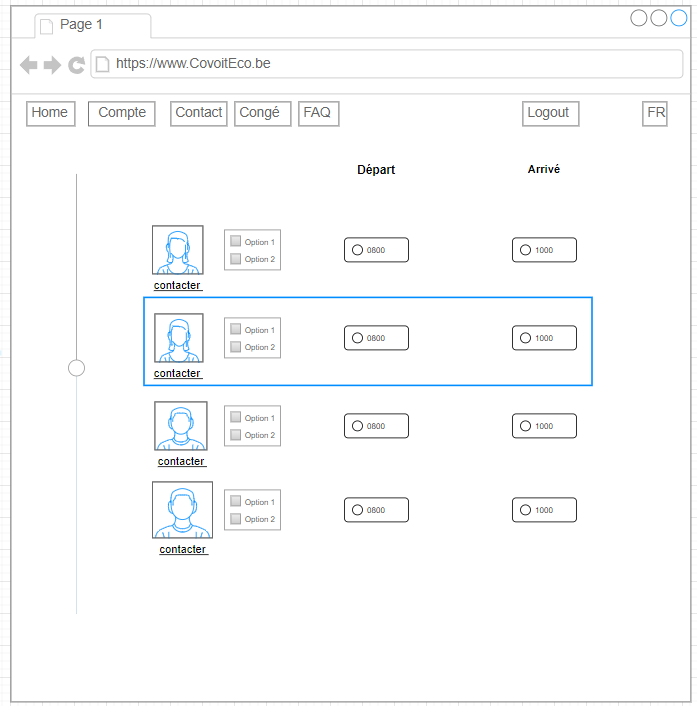 Page 1
https://www.CovoitEco.be
Home Compte Contact Congé FAQ Logout FR
Départ Arrivé
Option 1
Option 2
0800 1000
contacter
Option 1
Option 2
0800 1000
contacter
Option 1
Option 2
0800 1000
contacter
Option 1
Option 2
0800 1000
contacter